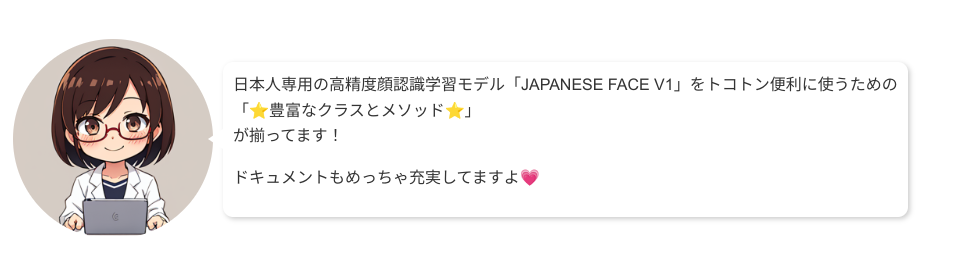 日本人専用の高精度顔認識学習モデル「JAPANESE FACE V1」をトコトン便利に使うための
「⭐豊富なクラスとメソッド⭐」
が揃ってます！
ドキュメントもめっちゃ充実してますよ💗